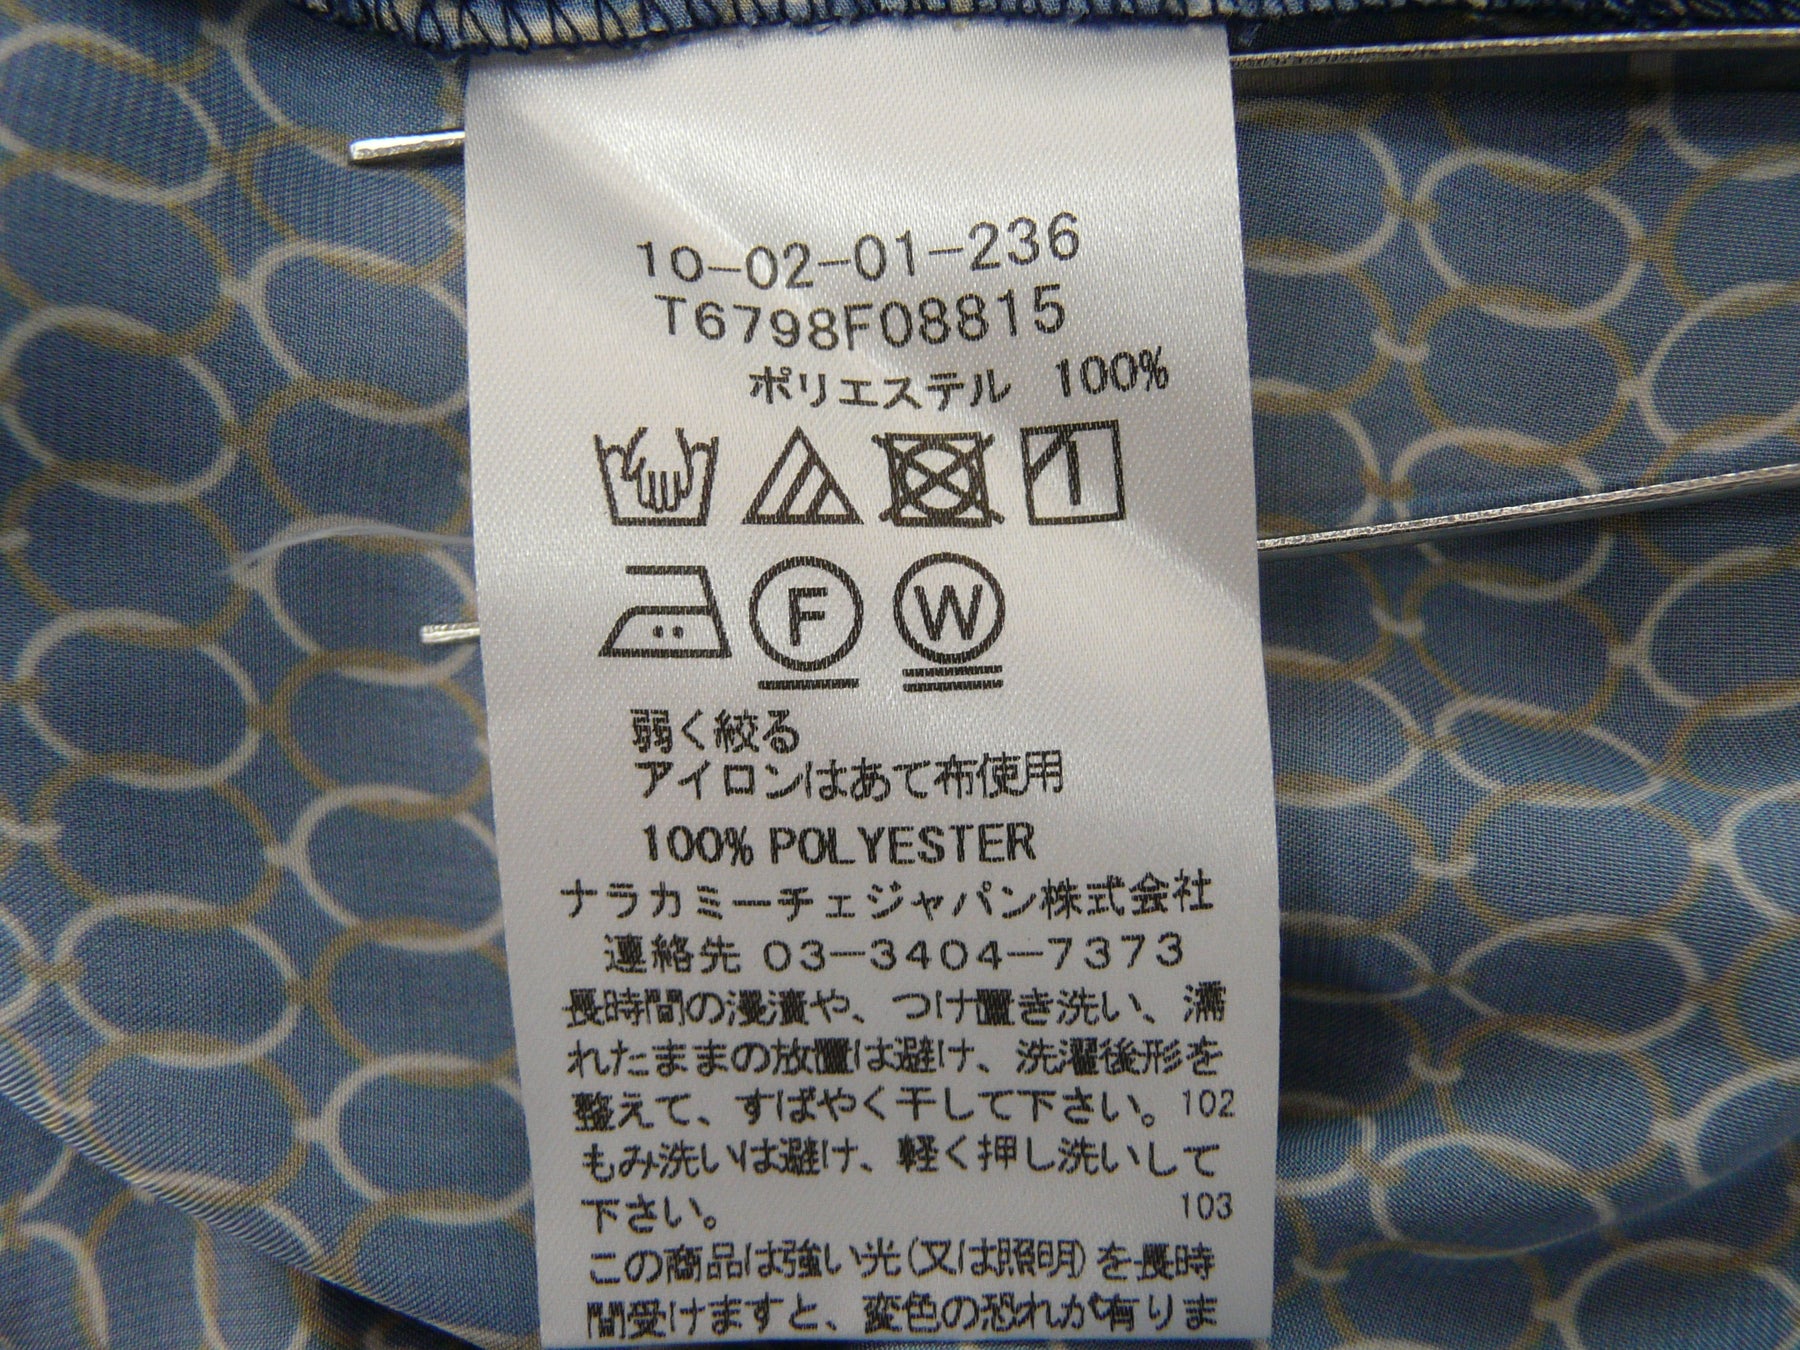 10-02-01-236
T6798F08815
ポリエステル 100%
F W
弱く絞る
アイロンはあて布使用
100% POLYESTER
ナラカミーチェジャパン株式会社
連絡先 03-3404-7373
長時間の浸漬や、つけ置き洗い、濡
れたままの放置は避け、洗濯後形を
整えて、すばやく干して下さい。102
もみ洗いは避け、軽く押し洗いして
下さい。 103
この商品は強い光(又は照明)を長時
間受けますと、変色の恐れが有りま